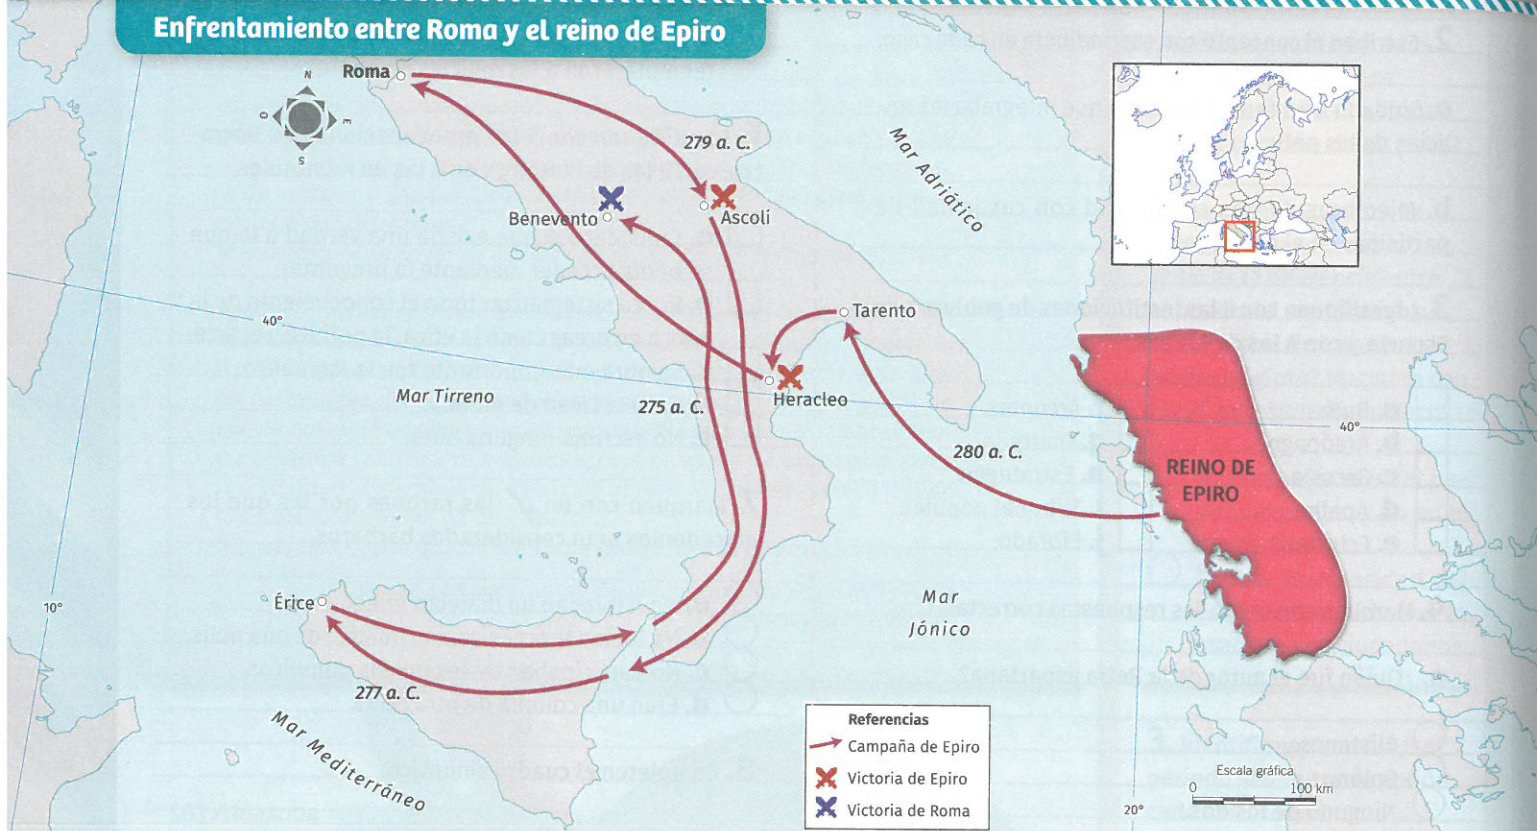 Enfrentamiento entre Roma y el reino de Epiro
Roma
N
O
E
S
279 a. C.
Mar Adriático
Benevento
Ascoli
Tarento
40°
Mar Tirreno
275 a. C.
Heracleo
280 a. C.
40°
REINO DE
EPIRO
10°
Érice
Mar
Jónico
277 a. C.
Mar Mediterráneo
Referencias
Campaña de Epiro
Victoria de Epiro
Victoria de Roma
Escala gráfica
0
100 km
20°